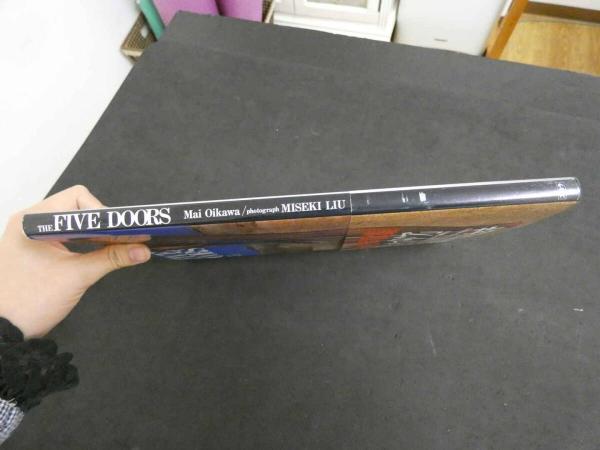 THE FIVE DOORS Mai Oikawa/photograph MISEKI LIU